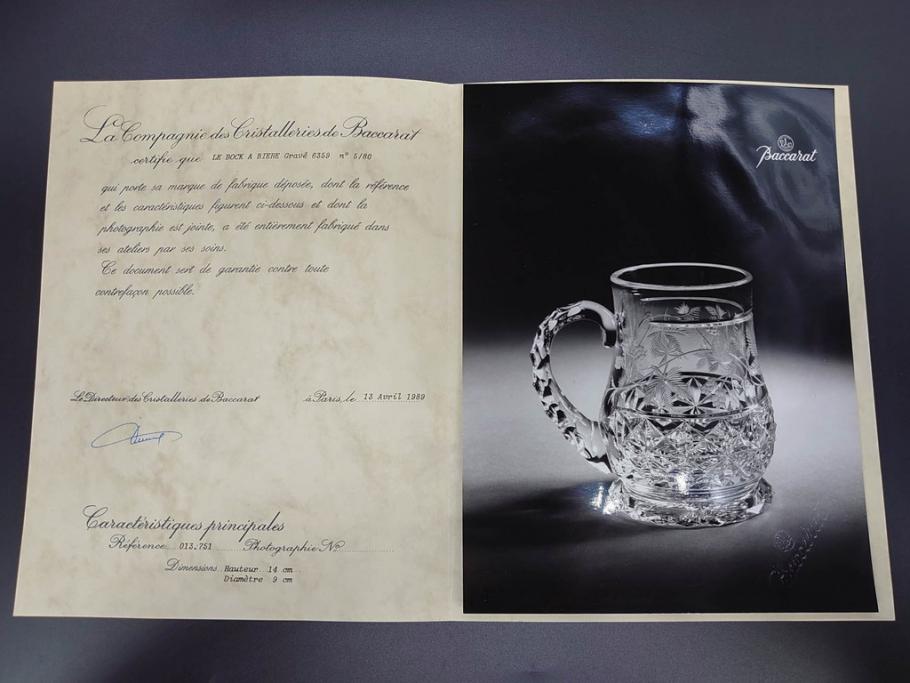 La Compagnie des Cristalleries de Baccarat
certifie que LE BOCK A BIERE Gravé 6359 n° 5/80
qui porte sa marque de fabrique déposée, dont la référence
et les caractéristiques figurent ci-dessous et dont la
photographie est jointe, a été entièrement fabriqué dans
ses ateliers par ses soins.
Ce document sert de garantie contre toute
contrefaçon possible.
Le Directeur des Cristalleries de Baccarat à Paris, le 13 Avril 1989
Caractéristiques principales
Référence 013.751 Photographie No
Dimensions Hauteur 14 cm
Diamètre 9 cm
Baccarat
Baccarat